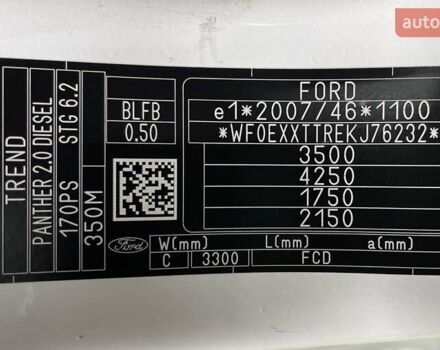 auto
TREND
PANTHER 2.0 DIESEL
170PS STG 6.2
350M
BLFB
0.50
FORD
e1*2007/46*1100
*WF0EXXTTREKJ76232*
3500
4250
1750
2150
Ford
W(mm) L(mm) a(mm)
C 3300 FCD